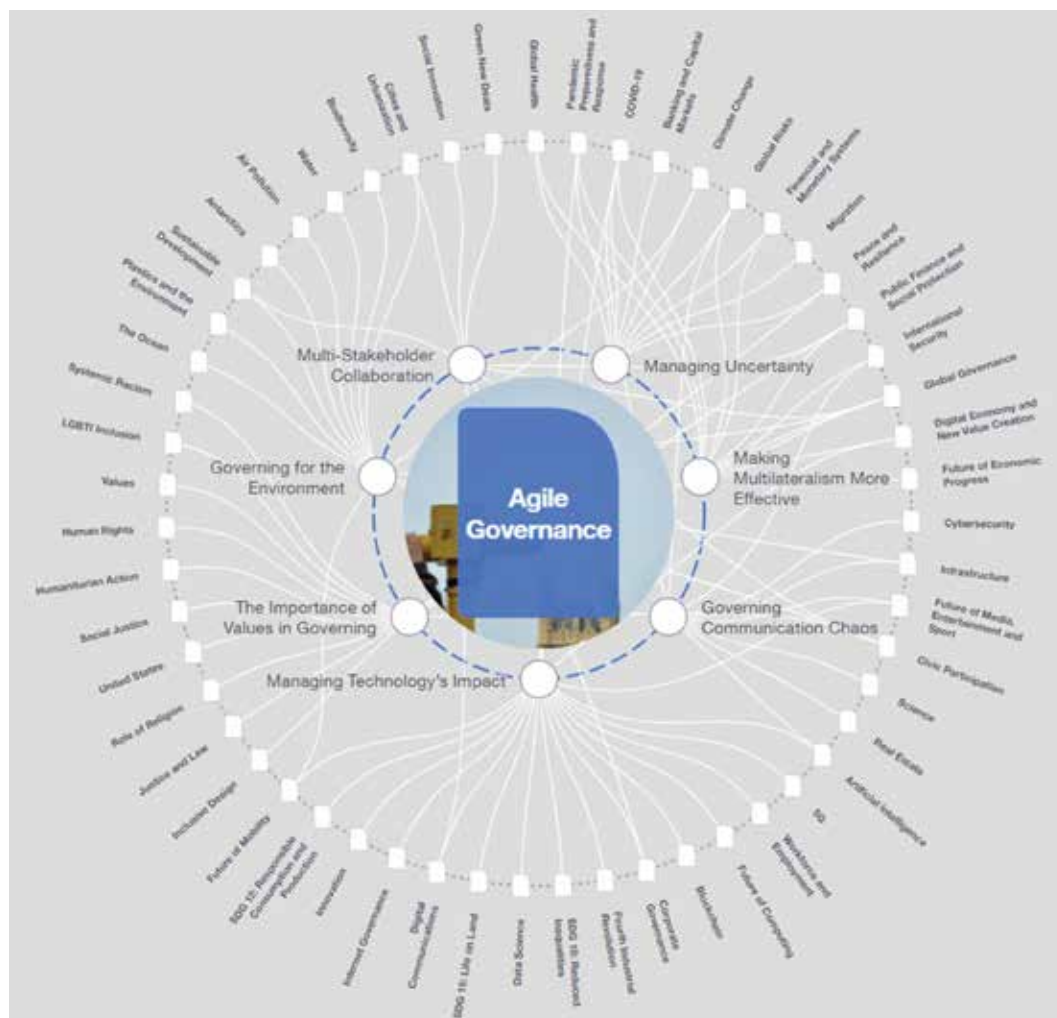 Agile
Governance
Multi-Stakeholder
Collaboration
Managing Uncertainty
Making
Multilateralism More
Effective
Governing
Communication Chaos
Managing Technology's Impact
The Importance of
Values in Governing
Governing for the
Environment
Global Health
Pandemic
Preparedness and
Response
COVID-19
Banking and Capital
Markets
Climate Change
Global Risks
Financial and
Monetary Systems
Migration
Peace and
Resilience
Public Finance and
Social Protection
International
Security
Global Governance
Digital Economy and
New Value Creation
Future of Economic
Progress
Cybersecurity
Infrastructure
Future of Media,
Entertainment and
Sport
Civic Participation
Science
Real Estate
Artificial Intelligence
5G
Workforce and
Employment
Future of Computing
Blockchain
Corporate
Governance
Fourth Industrial
Revolution
SDG 10: Reduced
Inequalities
Data Science
SDG 15: Life on Land
Digital
Communications
Internet Governance
Innovation
SDG 12: Responsible
Consumption and
Production
Future of Mobility
Inclusive Design
Justice and Law
Role of Religion
United States
Social Justice
Humanitarian Action
Human Rights
Values
LGBTI Inclusion
Systemic Racism
The Ocean
Plastics and the
Environment
Sustainable
Development
Antarctica
Air Pollution
Water
Biodiversity
Cities and
Urbanization
Social Innovation
Green New Deals